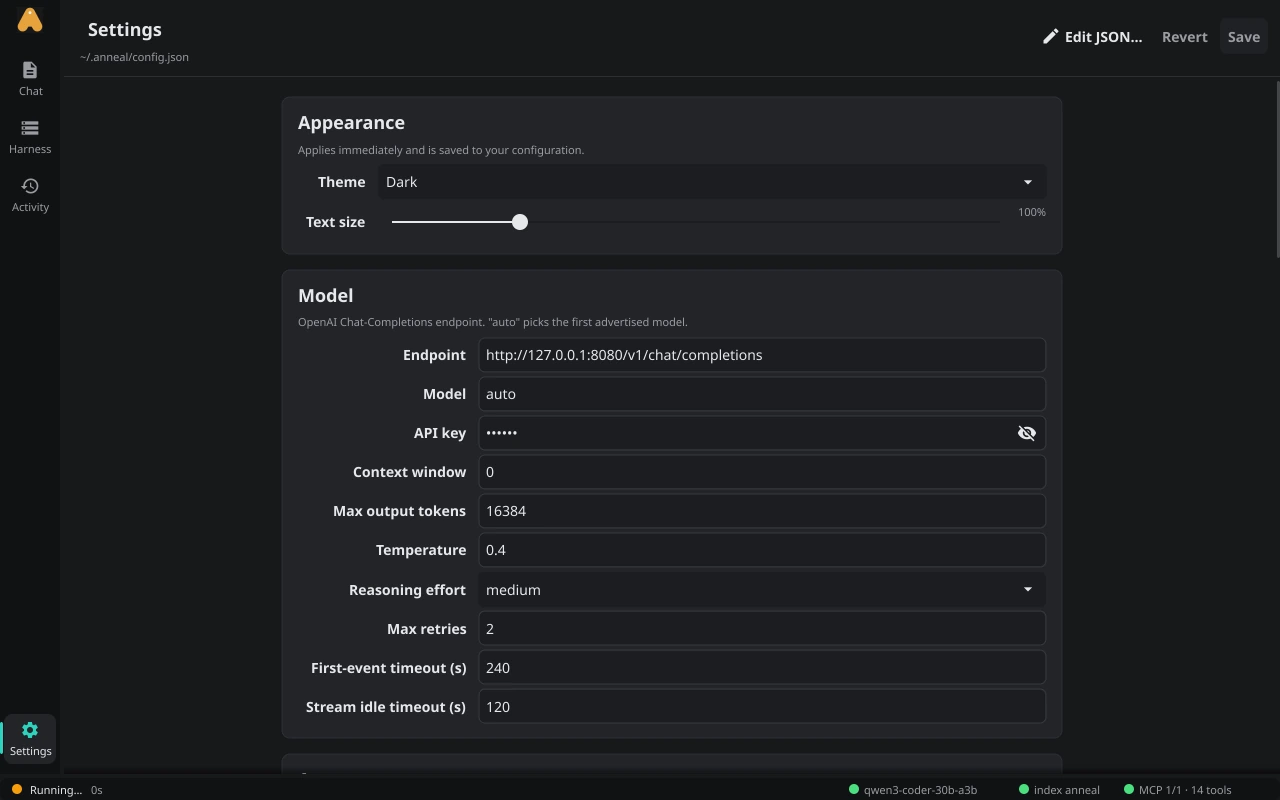 Settings
~/.anneal/config.json
Edit JSON...
Revert
Save
Chat
Harness
Activity
Appearance
Applies immediately and is saved to your configuration.
Theme Dark
Text size 100%
Model
OpenAI Chat-Completions endpoint. "auto" picks the first advertised model.
Endpoint http://127.0.0.1:8080/v1/chat/completions
Model auto
API key ••••••
Context window 0
Max output tokens 16384
Temperature 0.4
Reasoning effort medium
Max retries 2
First-event timeout (s) 240
Stream idle timeout (s) 120
Settings
Running... 0s
qwen3-coder-30b-a3b
index anneal
MCP 1/1 · 14 tools